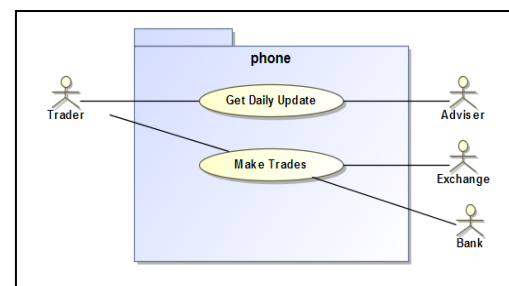 phone
Get Daily Update
Trader
Adviser
Make Trades
Exchange
Bank